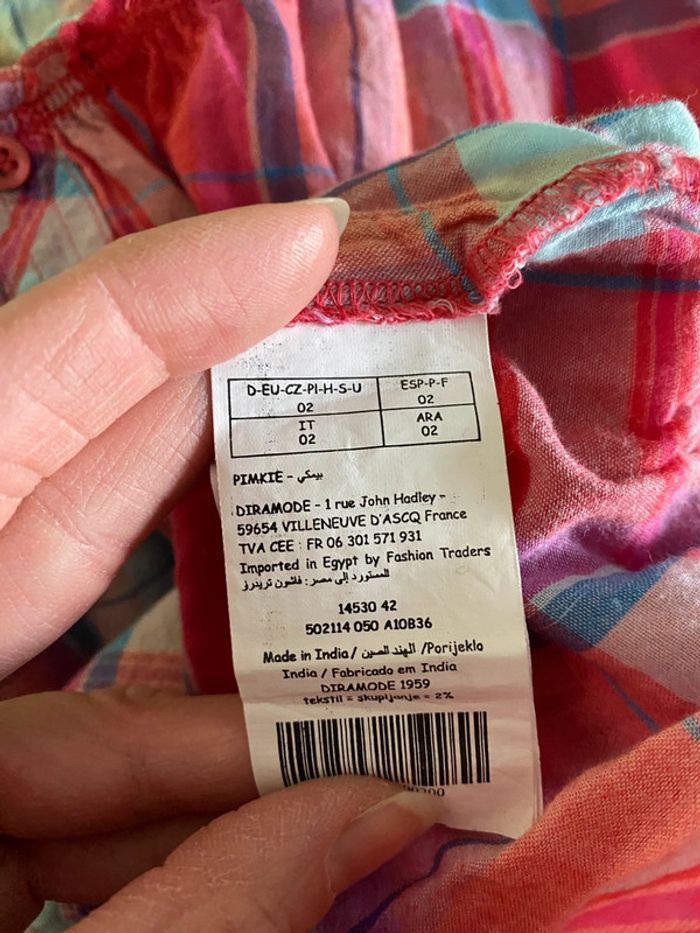 D-EU-CZ-PI-H-S-U
02
ESP-P-F
02
IT
02
ARA
02
PIMKIE - بيمكي
DIRAMODE - 1 rue John Hadley -
59654 VILLENEUVE D'ASCQ France
TVA CEE : FR 06 301 571 931
Imported in Egypt by Fashion Traders
المستورد إلى مصر: فاشون تريدرز
14530 42
502114 050 A10B36
Made in India / الهند الصين /Porijeklo
India / Fabricado em India
DIRAMODE 1959
tekstil = skupljanje = 2%